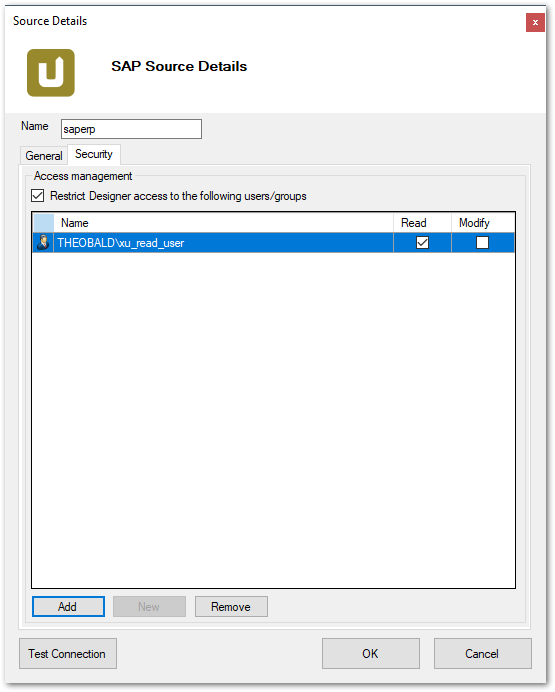 Source Details
x
SAP Source Details
Name saperp
General Security
Access management
Restrict Designer access to the following users/groups
Name Read Modify
THEOBALD\xu_read_user
Add New Remove
Test Connection OK Cancel